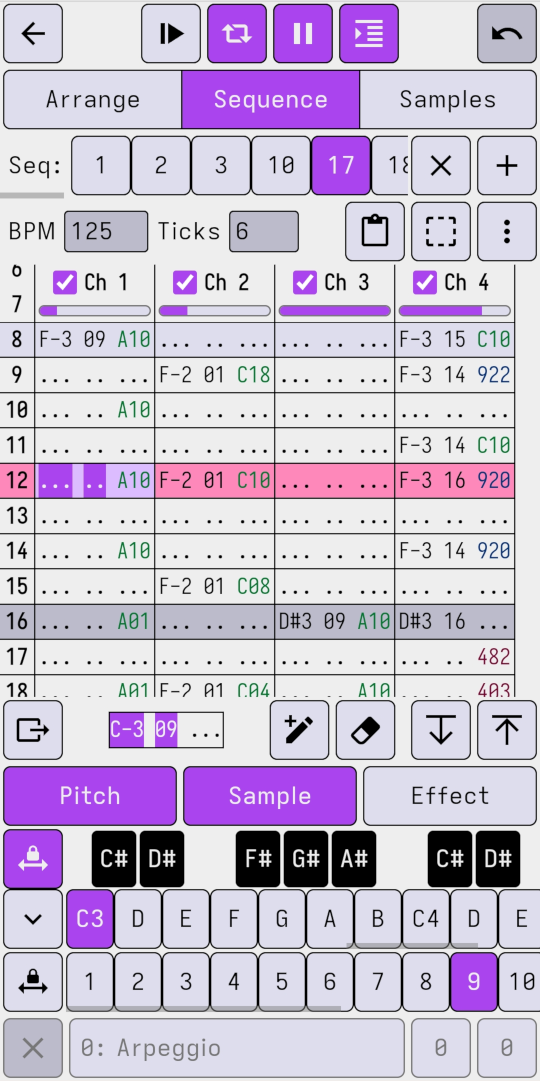 Arrange Sequence Samples
Seq: 1 2 3 10 17 18
BPM 125 Ticks 6
6 Ch 1 Ch 2 Ch 3 Ch 4
7
8 F-3 09 A10 ... .. ... ... .. ... F-3 15 C10
9 ... .. ... F-2 01 C18 ... .. ... F-3 14 922
10 ... .. A10 ... .. ... ... .. ... ... .. ...
11 ... .. ... ... .. ... ... .. ... F-3 14 C10
12 ... .. A10 F-2 01 C10 ... .. ... F-3 16 920
13 ... .. ... ... .. ... ... .. ... ... .. ...
14 ... .. A10 ... .. ... ... .. ... F-3 14 920
15 ... .. ... F-2 01 C08 ... .. ... ... .. ...
16 ... .. A01 ... .. ... D#3 09 A10 D#3 16 ...
17 ... .. ... ... .. ... ... .. ... ... .. 482
18 ... .. A01 F-2 01 C04 ... .. A10 ... .. 403
C-3 09 ...
Pitch Sample Effect
C# D# F# G# A# C# D#
C3 D E F G A B C4 D E
1 2 3 4 5 6 7 8 9 10
0: Arpeggio 0 0